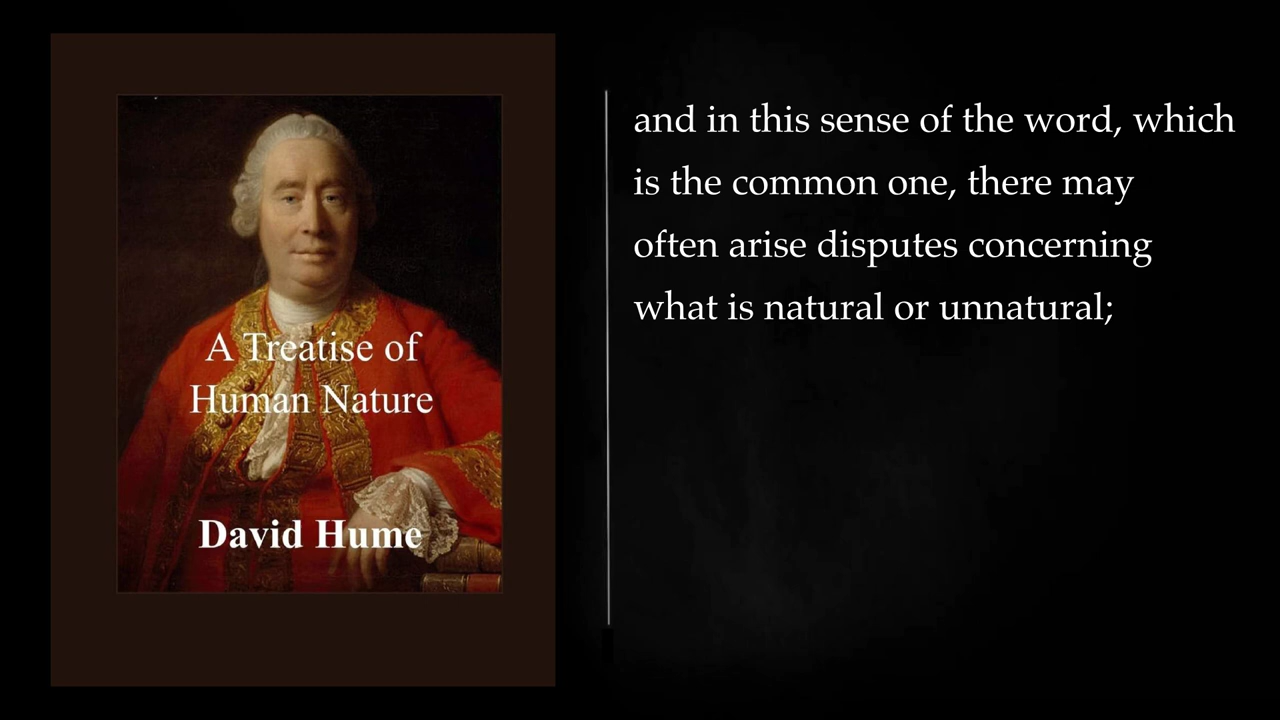 A Treatise of
Human Nature
David Hume
and in this sense of the word, which
is the common one, there may
often arise disputes concerning
what is natural or unnatural;